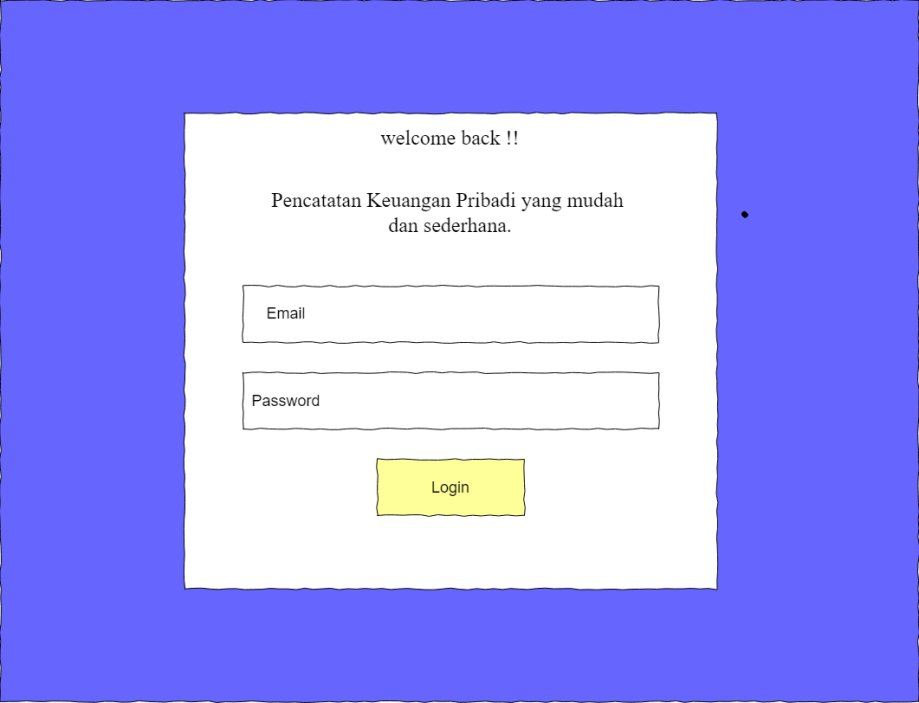 welcome back !!
Pencatatan Keuangan Pribadi yang mudah
dan sederhana.
Email
Password
Login